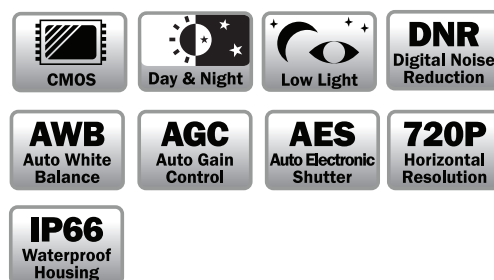 CMOS
Day & Night
Low Light
DNR
Digital Noise
Reduction
AWB
Auto White
Balance
AGC
Auto Gain
Control
AES
Auto Electronic
Shutter
720P
Horizontal
Resolution
IP66
Waterproof
Housing